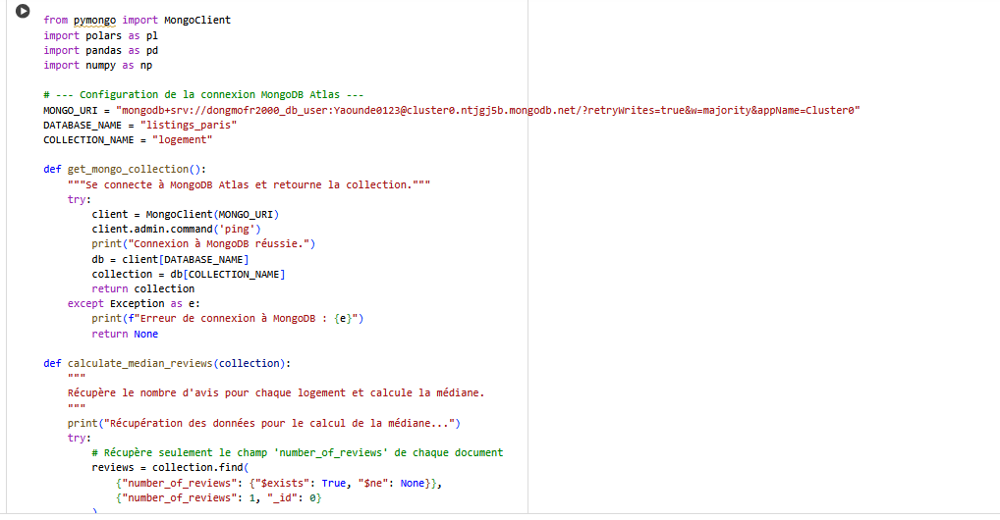 from pymongo import MongoClient
import polars as pl
import pandas as pd
import numpy as np
# --- Configuration de la connexion MongoDB Atlas ---
MONGO_URI = "mongodb+srv://dongmofr2000_db_user:Yaounde0123@cluster0.ntjgj5b.mongodb.net/?retryWrites=true&w=majority&appName=Cluster0"
DATABASE_NAME = "listings_paris"
COLLECTION_NAME = "logement"
def get_mongo_collection():
"""Se connecte à MongoDB Atlas et retourne la collection."""
try:
client = MongoClient(MONGO_URI)
client.admin.command('ping')
print("Connexion à MongoDB réussie.")
db = client[DATABASE_NAME]
collection = db[COLLECTION_NAME]
return collection
except Exception as e:
print(f"Erreur de connexion à MongoDB : {e}")
return None
def calculate_median_reviews(collection):
"""
Récupère le nombre d'avis pour chaque logement et calcule la médiane.
"""
print("Récupération des données pour le calcul de la médiane...")
try:
# Récupère seulement le champ 'number_of_reviews' de chaque document
reviews = collection.find(
{"number_of_reviews": {"$exists": True, "$ne": None}},
{"number_of_reviews": 1, "_id": 0}
)